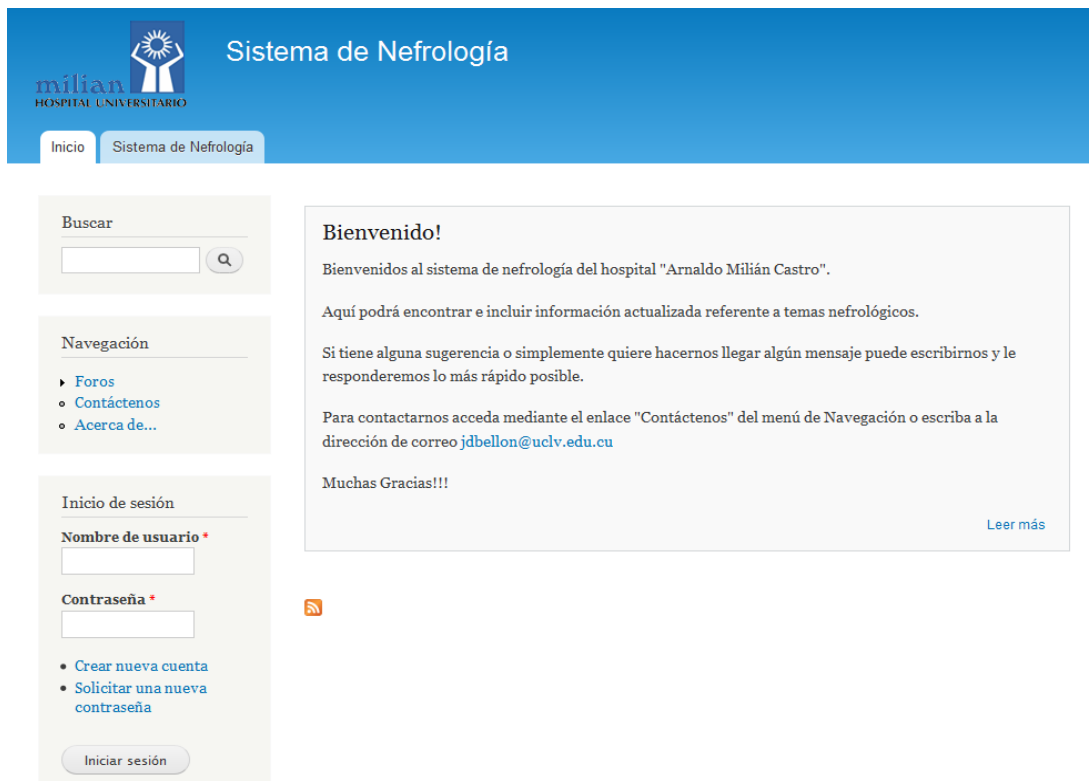 milian
HOSPITAL UNIVERSITARIO
Sistema de Nefrología
Inicio
Sistema de Nefrología
Buscar
Navegación
Foros
Contáctenos
Acerca de...
Inicio de sesión
Nombre de usuario *
Contraseña *
Crear nueva cuenta
Solicitar una nueva
contraseña
Iniciar sesión
Bienvenido!
Bienvenidos al sistema de nefrología del hospital "Arnaldo Milián Castro".
Aquí podrá encontrar e incluir información actualizada referente a temas nefrológicos.
Si tiene alguna sugerencia o simplemente quiere hacernos llegar algún mensaje puede escribirnos y le
responderemos lo más rápido posible.
Para contactarnos acceda mediante el enlace "Contáctenos" del menú de Navegación o escriba a la
dirección de correo jdbellon@uclv.edu.cu
Muchas Gracias!!!
Leer más